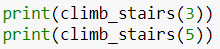 print(climb_stairs(3))
print(climb_stairs(5))